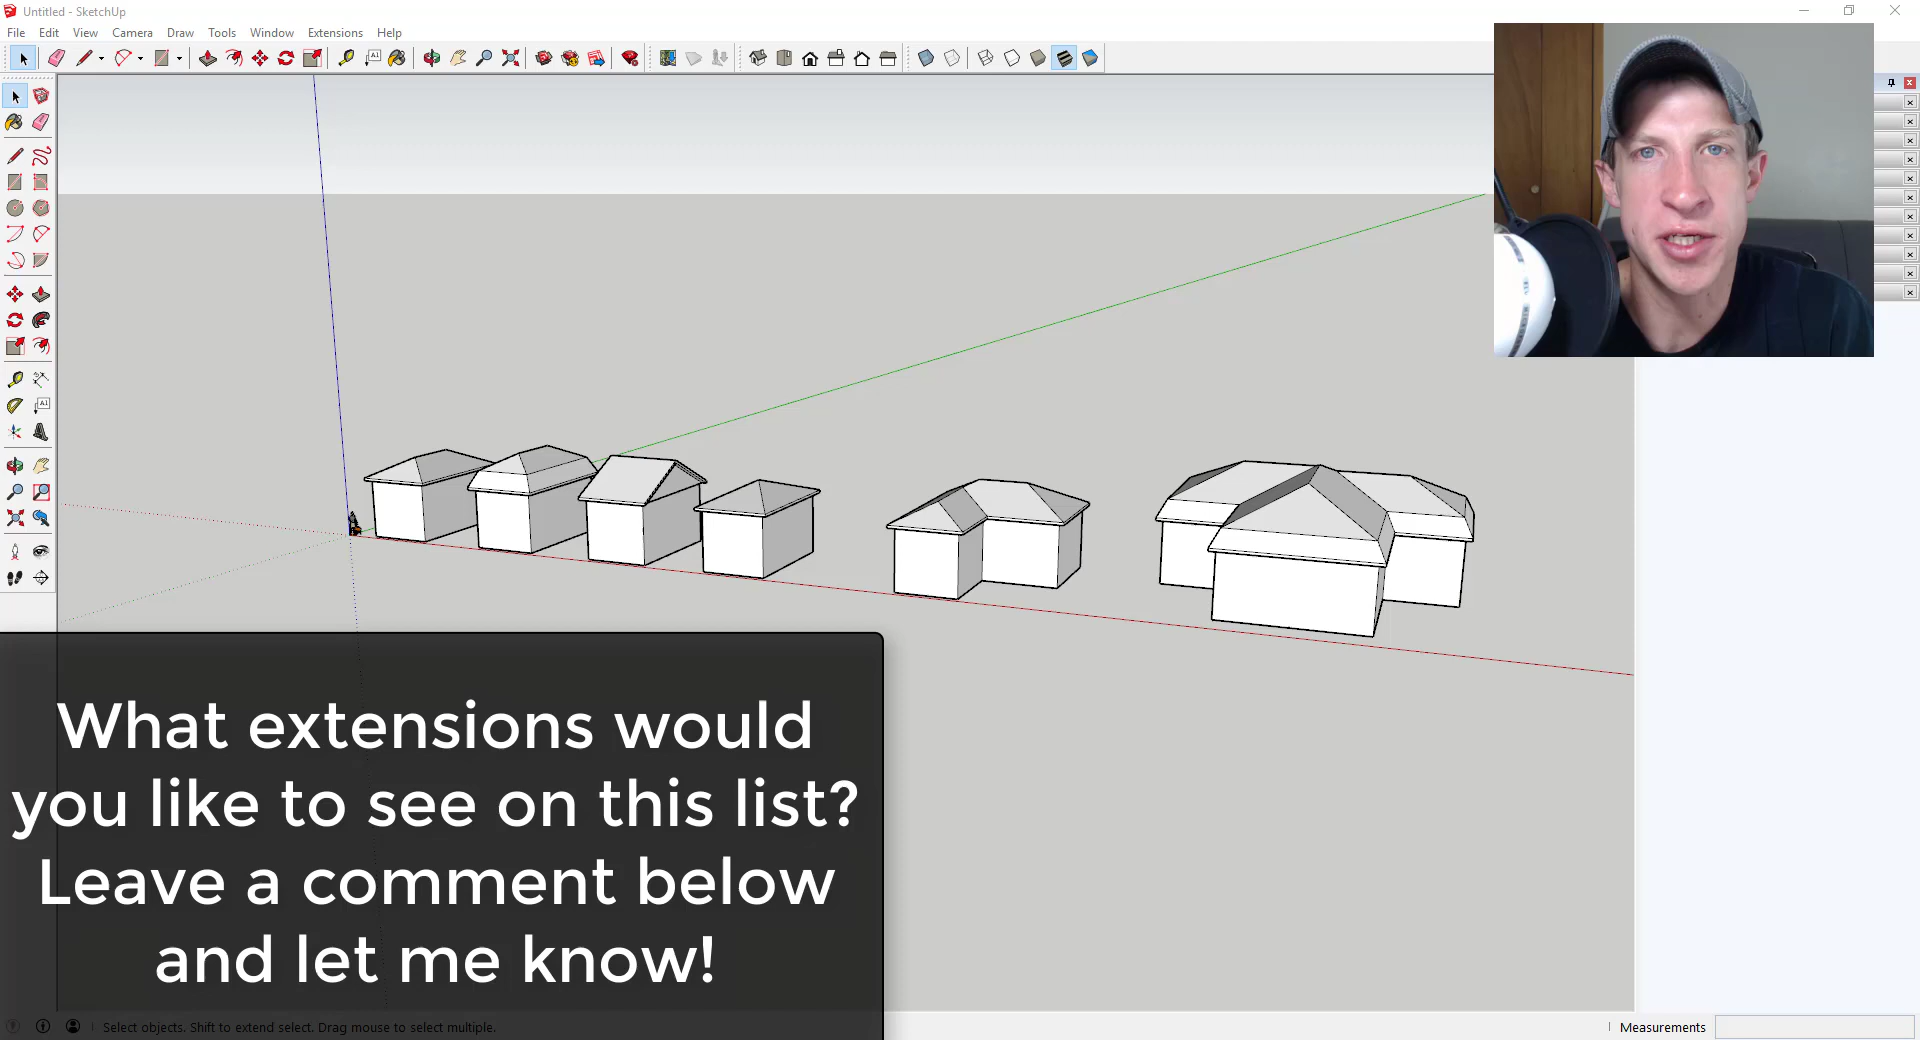 Untitled - SketchUp
File Edit View Camera Draw Tools Window Extensions Help
What extensions would
you like to see on this list?
Leave a comment below
and let me know!
Select objects. Shift to extend select. Drag mouse to select multiple.
Measurements